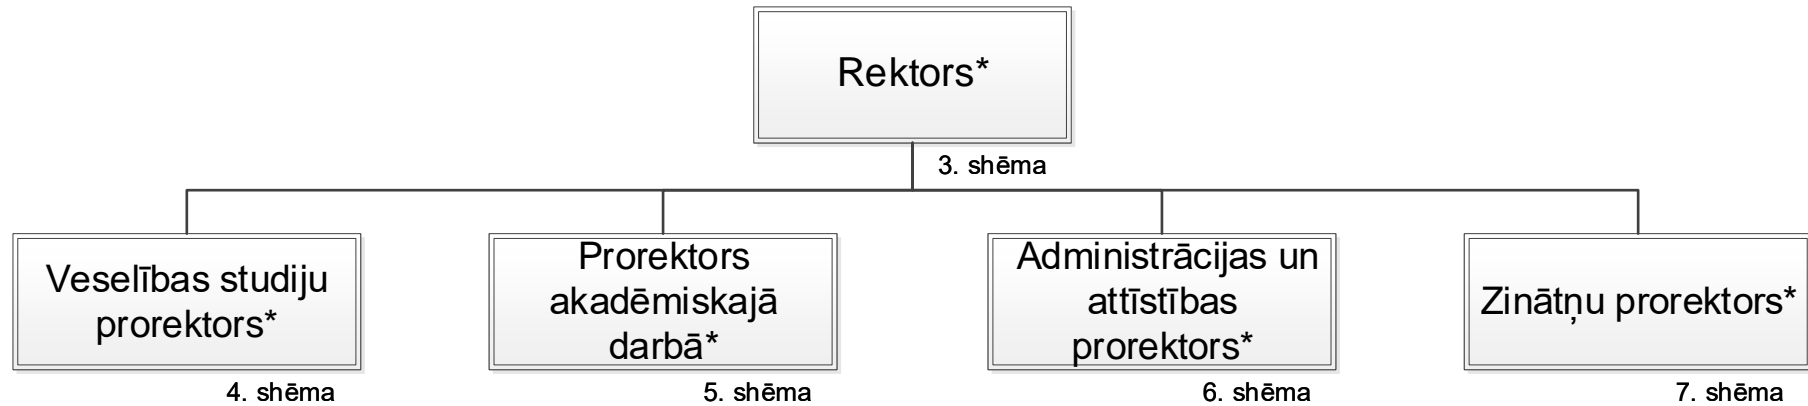 Rektors*
3. shēma
Veselības studiju
prorektors*
4. shēma
Prorektors
akadēmiskajā
darbā*
5. shēma
Administrācijas un
attīstības
prorektors*
6. shēma
Zinātņu prorektors*
7. shēma